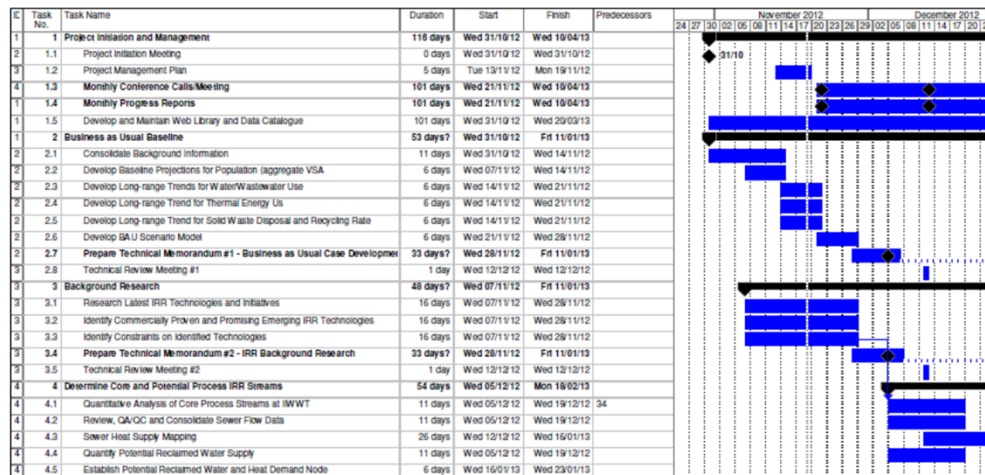 ID Task No. Task Name Duration Start Finish Predecessors November 2012 December 2012
24 27 30 02 05 08 11 14 17 20 23 26 29 02 05 08 11 14 17 20
1 1 Project Initiation and Management 116 days Wed 31/10/12 Wed 10/04/13
2 1.1 Project Initiation Meeting 0 days Wed 31/10/12 Wed 31/10/12 31/10
3 1.2 Project Management Plan 5 days Tue 13/11/12 Mon 19/11/12
4 1.3 Monthly Conference Calls/Meeting 101 days Wed 21/11/12 Wed 10/04/13
1 1.4 Monthly Progress Reports 101 days Wed 21/11/12 Wed 10/04/13
1 1.5 Develop and Maintain Web Library and Data Catalogue 101 days Wed 31/10/12 Wed 20/03/13
1 2 Business as Usual Baseline 53 days? Wed 31/10/12 Fri 11/01/13
2 2.1 Consolidate Background Information 11 days Wed 31/10/12 Wed 14/11/12
2 2.2 Develop Baseline Projections for Population (aggregate VSA 6 days Wed 07/11/12 Wed 14/11/12
2 2.3 Develop Long-range Trends for Water/Wastewater Use 6 days Wed 14/11/12 Wed 21/11/12
2 2.4 Develop Long-range Trend for Thermal Energy Us 6 days Wed 14/11/12 Wed 21/11/12
2 2.5 Develop Long-range Trend for Solid Waste Disposal and Recycling Rate 6 days Wed 14/11/12 Wed 21/11/12
2 2.6 Develop BAU Scenario Model 6 days Wed 21/11/12 Wed 28/11/12
2 2.7 Prepare Technical Memorandum #1 - Business as Usual Case Developmer 33 days? Wed 28/11/12 Fri 11/01/13
3 2.8 Technical Review Meeting #1 1 day Wed 12/12/12 Wed 12/12/12
3 3 Background Research 48 days? Wed 07/11/12 Fri 11/01/13
3 3.1 Research Latest IRR Technologies and Initiatives 16 days Wed 07/11/12 Wed 28/11/12
3 3.2 Identify Commercially Proven and Promising Emerging IRR Technologies 16 days Wed 07/11/12 Wed 28/11/12
3 3.3 Identify Constraints on Identified Technologies 16 days Wed 07/11/12 Wed 28/11/12
3 3.4 Prepare Technical Memorandum #2 - IRR Background Research 33 days? Wed 28/11/12 Fri 11/01/13
3 3.5 Technical Review Meeting #2 1 day Wed 12/12/12 Wed 12/12/12
4 4 Determine Core and Potential Process IRR Streams 54 days Wed 05/12/12 Mon 18/02/13
4 4.1 Quantitative Analysis of Core Process Streams at IWWT 11 days Wed 05/12/12 Wed 19/12/12 34
4 4.2 Review, QA/QC and Consolidate Sewer Flow Data 11 days Wed 05/12/12 Wed 19/12/12
4 4.3 Sewer Heat Supply Mapping 26 days Wed 12/12/12 Wed 16/01/13
4 4.4 Quantify Potential Reclaimed Water Supply 11 days Wed 05/12/12 Wed 19/12/12
4 4.5 Establish Potential Reclaimed Water and Heat Demand Node 6 days Wed 16/01/13 Wed 23/01/13